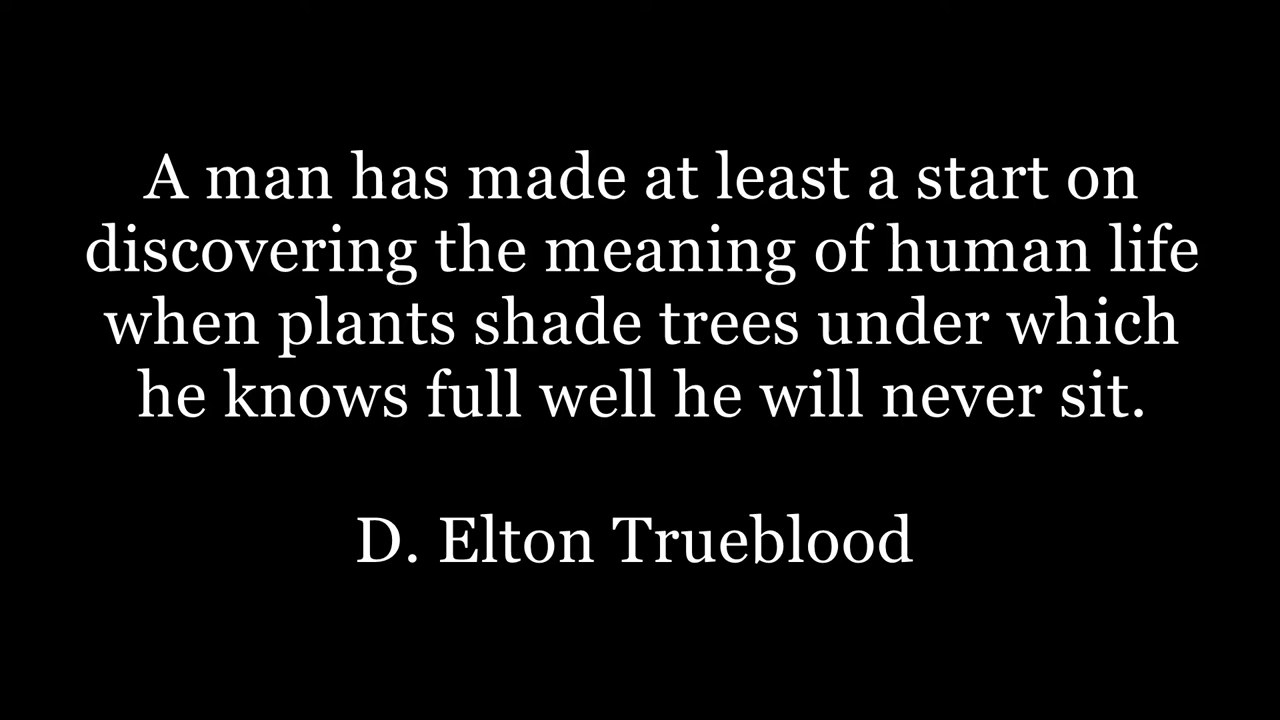 A man has made at least a start on
discovering the meaning of human life
when plants shade trees under which
he knows full well he will never sit.
D. Elton Trueblood